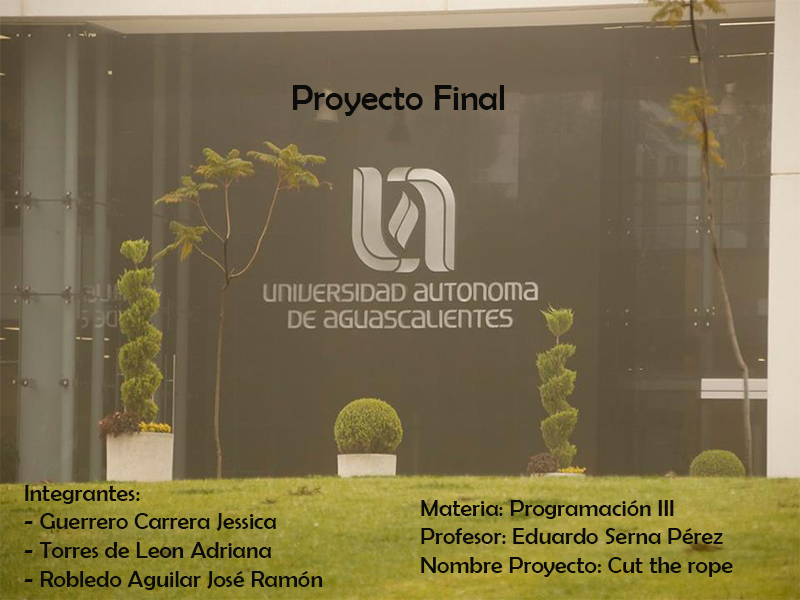 Proyecto Final
UNIVERSIDAD AUTONOMA
DE AGUASCALIENTES
Integrantes:
- Guerrero Carrera Jessica
- Torres de Leon Adriana
- Robledo Aguilar José Ramón
Materia: Programación III
Profesor: Eduardo Serna Pérez
Nombre Proyecto: Cut the rope